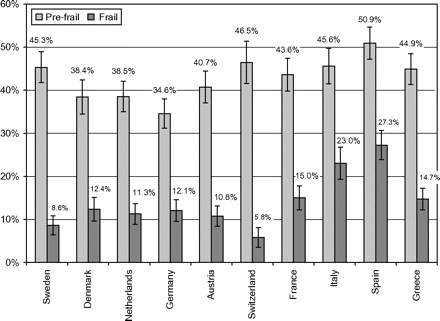 60%
Pre-frail Frail
50%
40%
30%
20%
10%
0%
45.3% 38.4% 38.5% 34.6% 40.7% 46.5% 43.6% 45.6% 50.9% 44.9%
8.6% 12.4% 11.3% 12.1% 10.8% 5.8% 15.0% 23.0% 27.3% 14.7%
Sweden
Denmark
Netherlands
Germany
Austria
Switzerland
France
Italy
Spain
Greece